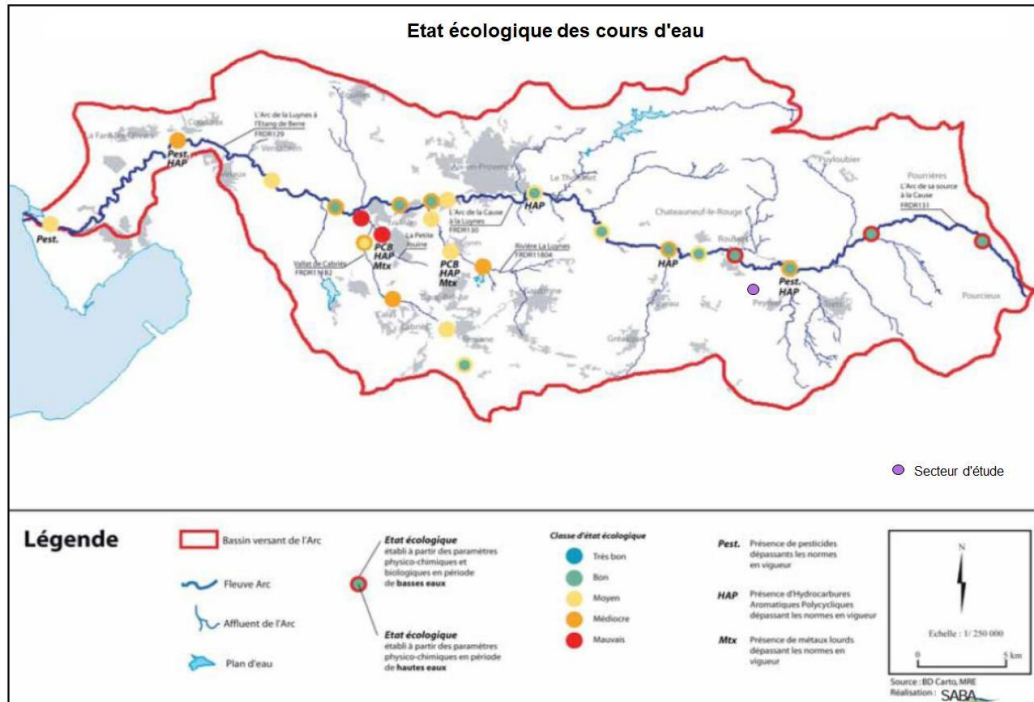 Etat écologique des cours d'eau
L'Arc de la Luynes à
l'Etang de Berre
FRDR129
Pest.
HAP
Pest.
HAP
Le Tholonet
L'Arc de la Cause
à la Luynes
FRDR130
La Petite
Jouine
PCB
HAP
Mtx
Vallat de Cabriès
PCB
HAP
Mtx
Rivière La Luynes
FRDR11804
Chateauneuf-le-Rouge
HAP
Pest.
HAP
Puyloubier
Pourrières
L'Arc de sa source
à la Cause
FRDR131
Pourcieux
Secteur d'étude
Légende
Bassin versant de l'Arc
Fleuve Arc
Affluent de l'Arc
Plan d'eau
Etat écologique
établi à partir des paramètres
physico-chimiques et
biologiques en période
de basses eaux
Etat écologique
établi à partir des paramètres
physico-chimiques en période
de hautes eaux
Classe d'état écologique
Très bon
Bon
Moyen
Médiocre
Mauvais
Pest. Présence de pesticides
dépassants les normes
en vigueur
HAP Présence d'Hydrocarbures
Aromatiques Polycycliques
dépassant les normes en vigueur
Mtx Présence de métaux lourds
dépassant les normes en
vigueur
N
Echelle : 1/ 250 000
0 5 km
Source : BD Carto, MRE
Réalisation : SABA